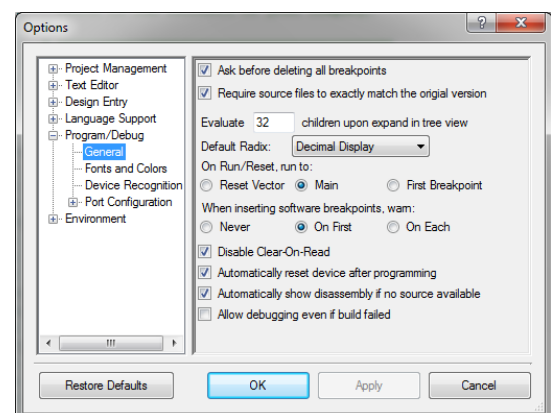 Options
Project Management
Text Editor
Design Entry
Language Support
Program/Debug
General
Fonts and Colors
Device Recognition
Port Configuration
Environment
Ask before deleting all breakpoints
Require source files to exactly match the origial version
Evaluate 32 children upon expand in tree view
Default Radix: Decimal Display
On Run/Reset, run to:
Reset Vector Main First Breakpoint
When inserting software breakpoints, warn:
Never On First On Each
Disable Clear-On-Read
Automatically reset device after programming
Automatically show disassembly if no source available
Allow debugging even if build failed
Restore Defaults OK Apply Cancel